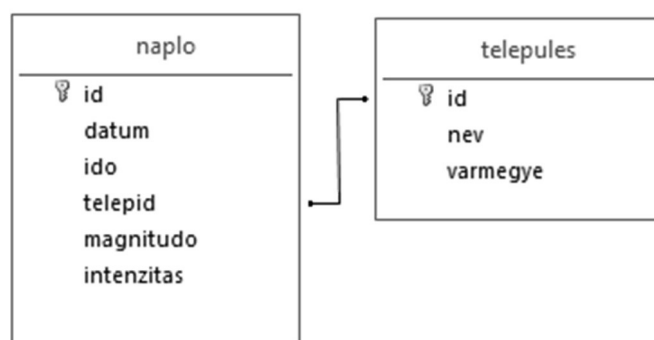 naplo
id
datum
ido
telepid
magnitudo
intenzitas
telepules
id
nev
varmegye